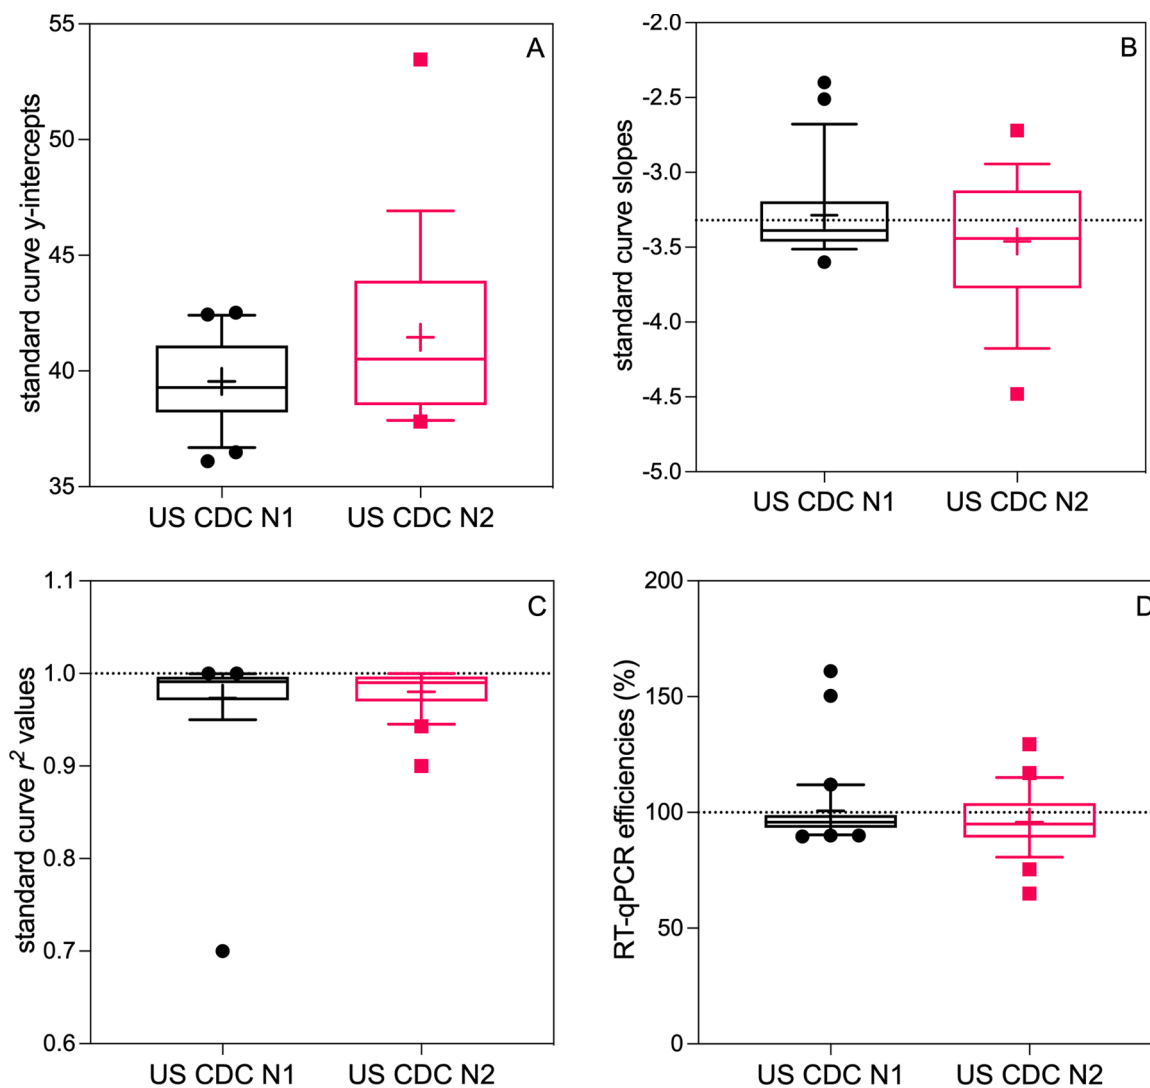 A
standard curve y-intercepts
55
50
45
40
35
US CDC N1 US CDC N2
B
standard curve slopes
-2.0
-2.5
-3.0
-3.5
-4.0
-4.5
-5.0
US CDC N1 US CDC N2
C
standard curve r² values
1.1
1.0
0.9
0.8
0.7
0.6
US CDC N1 US CDC N2
D
RT-qPCR efficiencies (%)
200
150
100
50
0
US CDC N1 US CDC N2